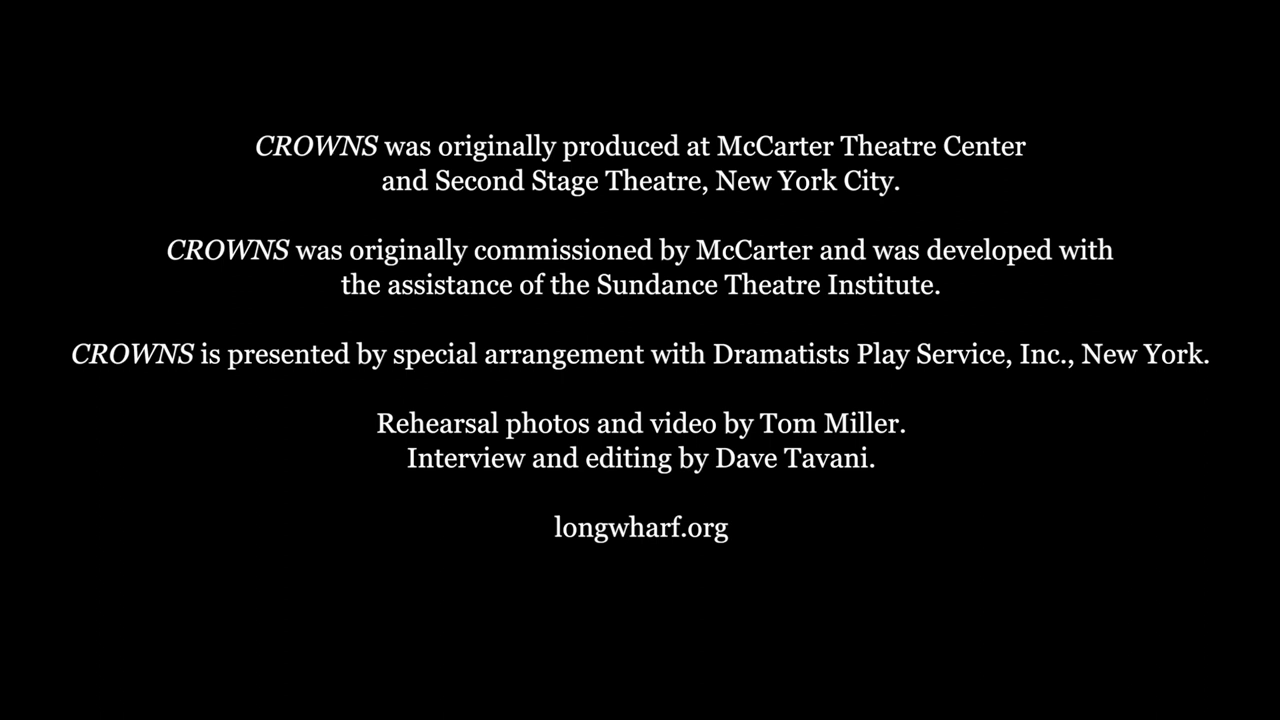 CROWNS was originally produced at McCarter Theatre Center
and Second Stage Theatre, New York City.
CROWNS was originally commissioned by McCarter and was developed with
the assistance of the Sundance Theatre Institute.
CROWNS is presented by special arrangement with Dramatists Play Service, Inc., New York.
Rehearsal photos and video by Tom Miller.
Interview and editing by Dave Tavani.
longwharf.org